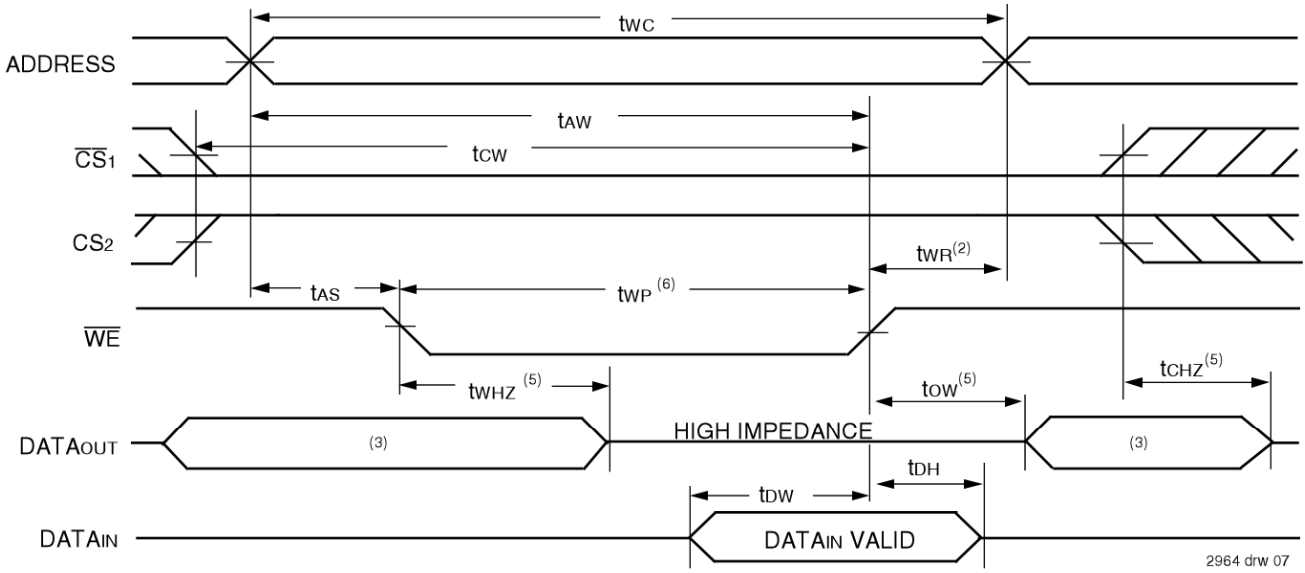 tWC
ADDRESS
tAW
CS1
tCW
CS2
tWR(2)
tAS
tWP (6)
WE
tWHZ (5)
tOW(5)
tCHZ(5)
DATAOUT
(3)
HIGH IMPEDANCE
(3)
tDW
tDH
DATAIN
DATAIN VALID
2964 drw 07